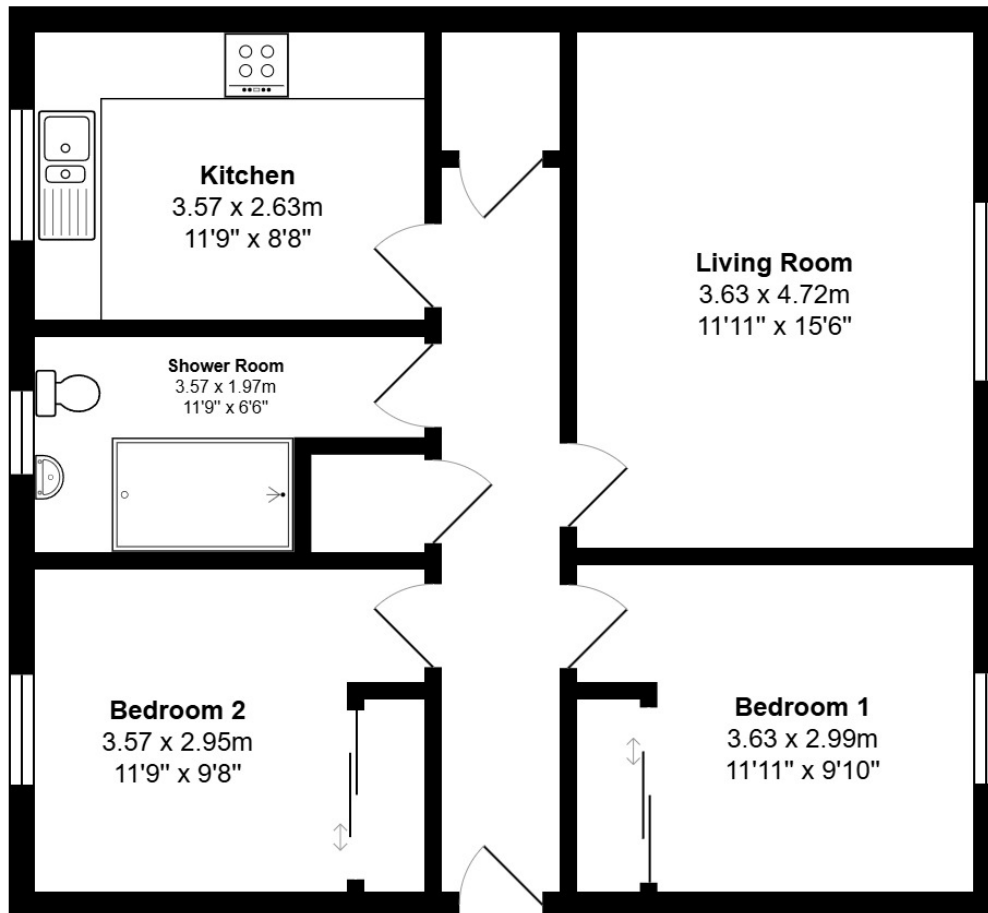 Kitchen
3.57 x 2.63m
11'9" x 8'8"
Living Room
3.63 x 4.72m
11'11" x 15'6"
Shower Room
3.57 x 1.97m
11'9" x 6'6"
Bedroom 2
3.57 x 2.95m
11'9" x 9'8"
Bedroom 1
3.63 x 2.99m
11'11" x 9'10"